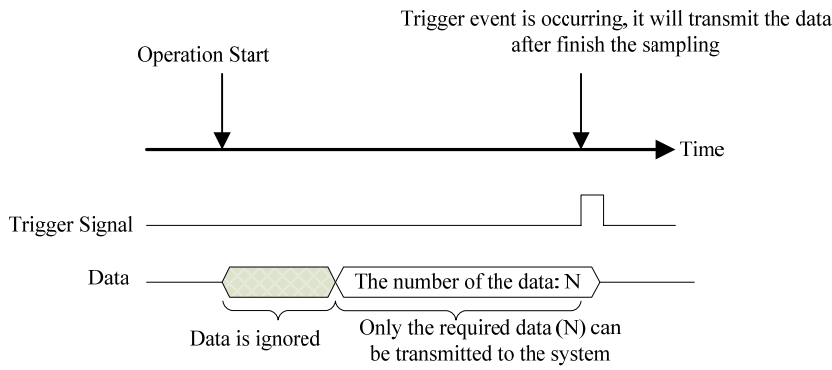 Trigger event is occurring, it will transmit the data
after finish the sampling
Operation Start
Time
Trigger Signal
Data
The number of the data: N
Data is ignored
Only the required data (N) can
be transmitted to the system